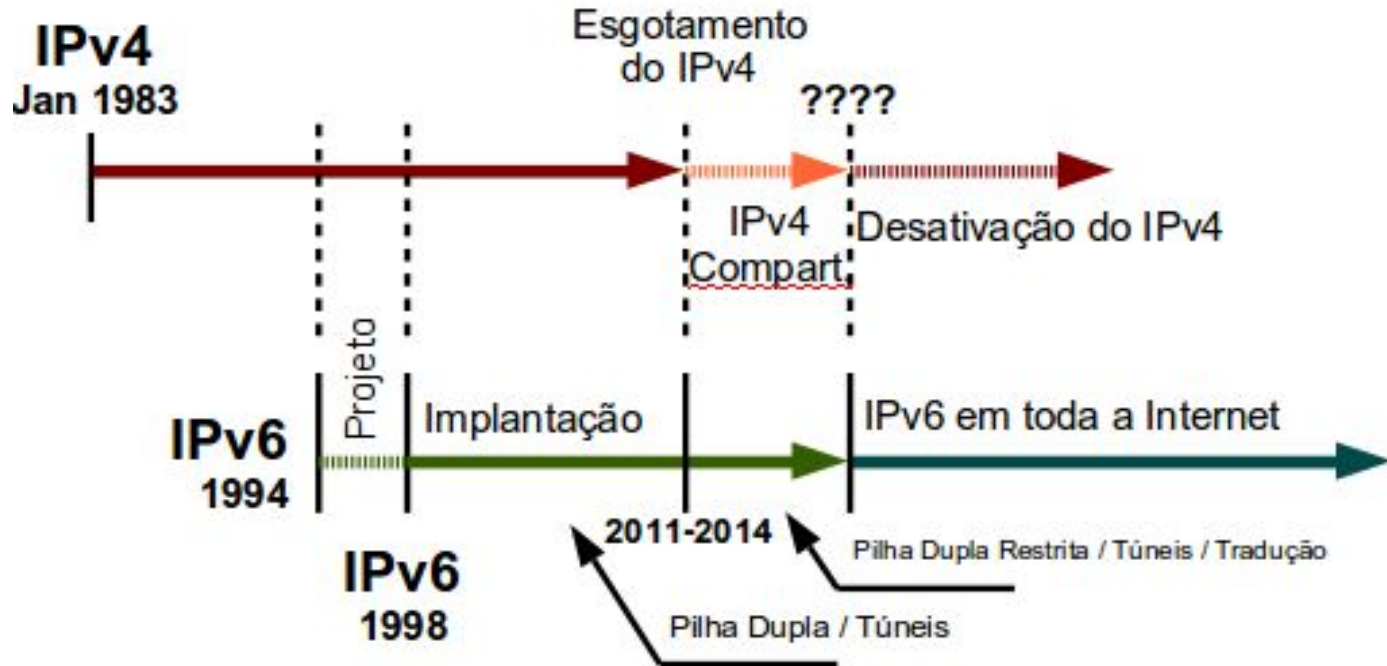 IPv4
Jan 1983
Esgotamento
do IPv4
????
IPv4
Compart.
Desativação do IPv4
Projeto
IPv6
1994
Implantação
IPv6 em toda a Internet
2011-2014
Pilha Dupla Restrita / Túneis / Tradução
IPv6
1998
Pilha Dupla / Túneis